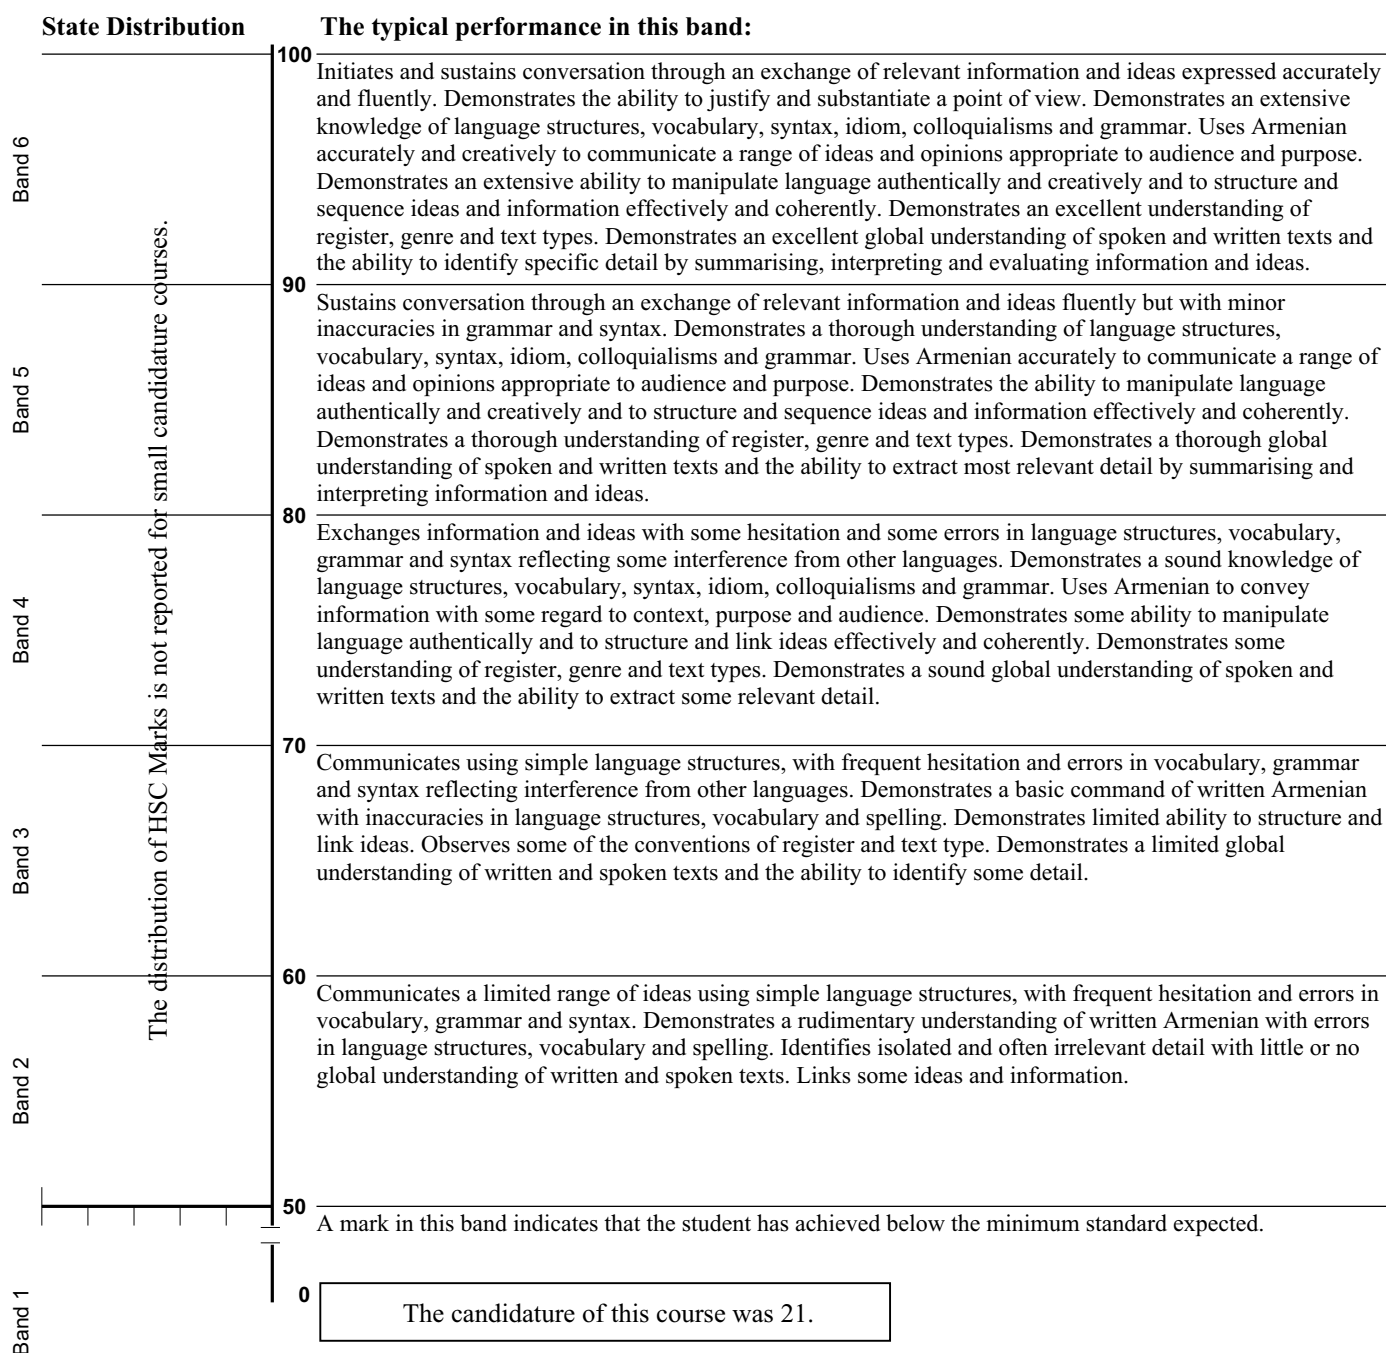 State Distribution
The typical performance in this band:
100
Band 6
Initiates and sustains conversation through an exchange of relevant information and ideas expressed accurately
and fluently. Demonstrates the ability to justify and substantiate a point of view. Demonstrates an extensive
knowledge of language structures, vocabulary, syntax, idiom, colloquialisms and grammar. Uses Armenian
accurately and creatively to communicate a range of ideas and opinions appropriate to audience and purpose.
Demonstrates an extensive ability to manipulate language authentically and creatively and to structure and
sequence ideas and information effectively and coherently. Demonstrates an excellent understanding of
register, genre and text types. Demonstrates an excellent global understanding of spoken and written texts and
the ability to identify specific detail by summarising, interpreting and evaluating information and ideas.
The distribution of HSC Marks is not reported for small candidature courses.
90
Band 5
Sustains conversation through an exchange of relevant information and ideas fluently but with minor
inaccuracies in grammar and syntax. Demonstrates a thorough understanding of language structures,
vocabulary, syntax, idiom, colloquialisms and grammar. Uses Armenian accurately to communicate a range of
ideas and opinions appropriate to audience and purpose. Demonstrates the ability to manipulate language
authentically and creatively and to structure and sequence ideas and information effectively and coherently.
Demonstrates a thorough understanding of register, genre and text types. Demonstrates a thorough global
understanding of spoken and written texts and the ability to extract most relevant detail by summarising and
interpreting information and ideas.
80
Band 4
Exchanges information and ideas with some hesitation and some errors in language structures, vocabulary,
grammar and syntax reflecting some interference from other languages. Demonstrates a sound knowledge of
language structures, vocabulary, syntax, idiom, colloquialisms and grammar. Uses Armenian to convey
information with some regard to context, purpose and audience. Demonstrates some ability to manipulate
language authentically and to structure and link ideas effectively and coherently. Demonstrates some
understanding of register, genre and text types. Demonstrates a sound global understanding of spoken and
written texts and the ability to extract some relevant detail.
70
Band 3
Communicates using simple language structures, with frequent hesitation and errors in vocabulary, grammar
and syntax reflecting interference from other languages. Demonstrates a basic command of written Armenian
with inaccuracies in language structures, vocabulary and spelling. Demonstrates limited ability to structure and
link ideas. Observes some of the conventions of register and text type. Demonstrates a limited global
understanding of written and spoken texts and the ability to identify some detail.
60
Band 2
Communicates a limited range of ideas using simple language structures, with frequent hesitation and errors in
vocabulary, grammar and syntax. Demonstrates a rudimentary understanding of written Armenian with errors
in language structures, vocabulary and spelling. Identifies isolated and often irrelevant detail with little or no
global understanding of written and spoken texts. Links some ideas and information.
50
A mark in this band indicates that the student has achieved below the minimum standard expected.
Band 1
0
The candidature of this course was 21.